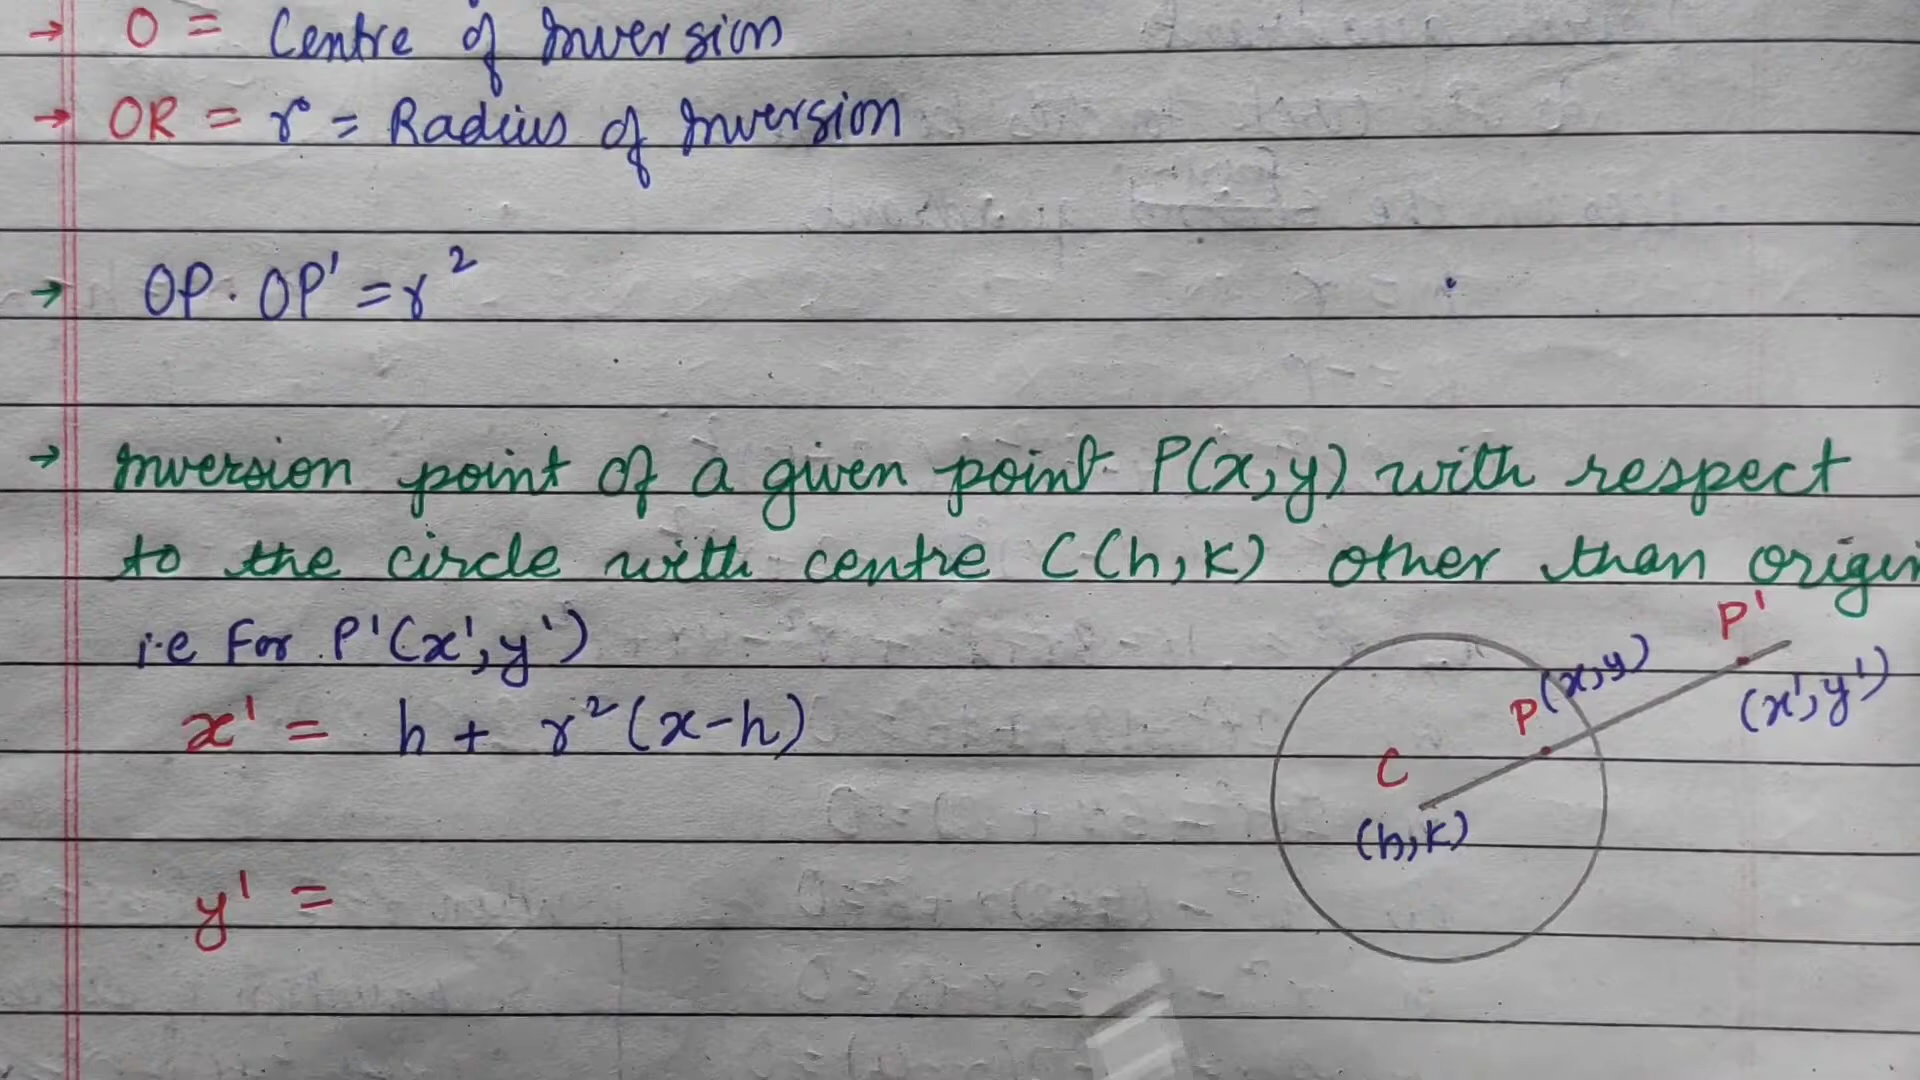 → O = Centre of Inversion
→ OR = r = Radius of Inversion
→ OP · OP' = r²
→ Inversion point of a given point P(x,y) with respect
to the circle with centre C(h,k) other than origin
i.e For P'(x',y')
x' = h + r²(x-h)
y' =
P'
(x',y')
P (x,y)
C
(h,k)